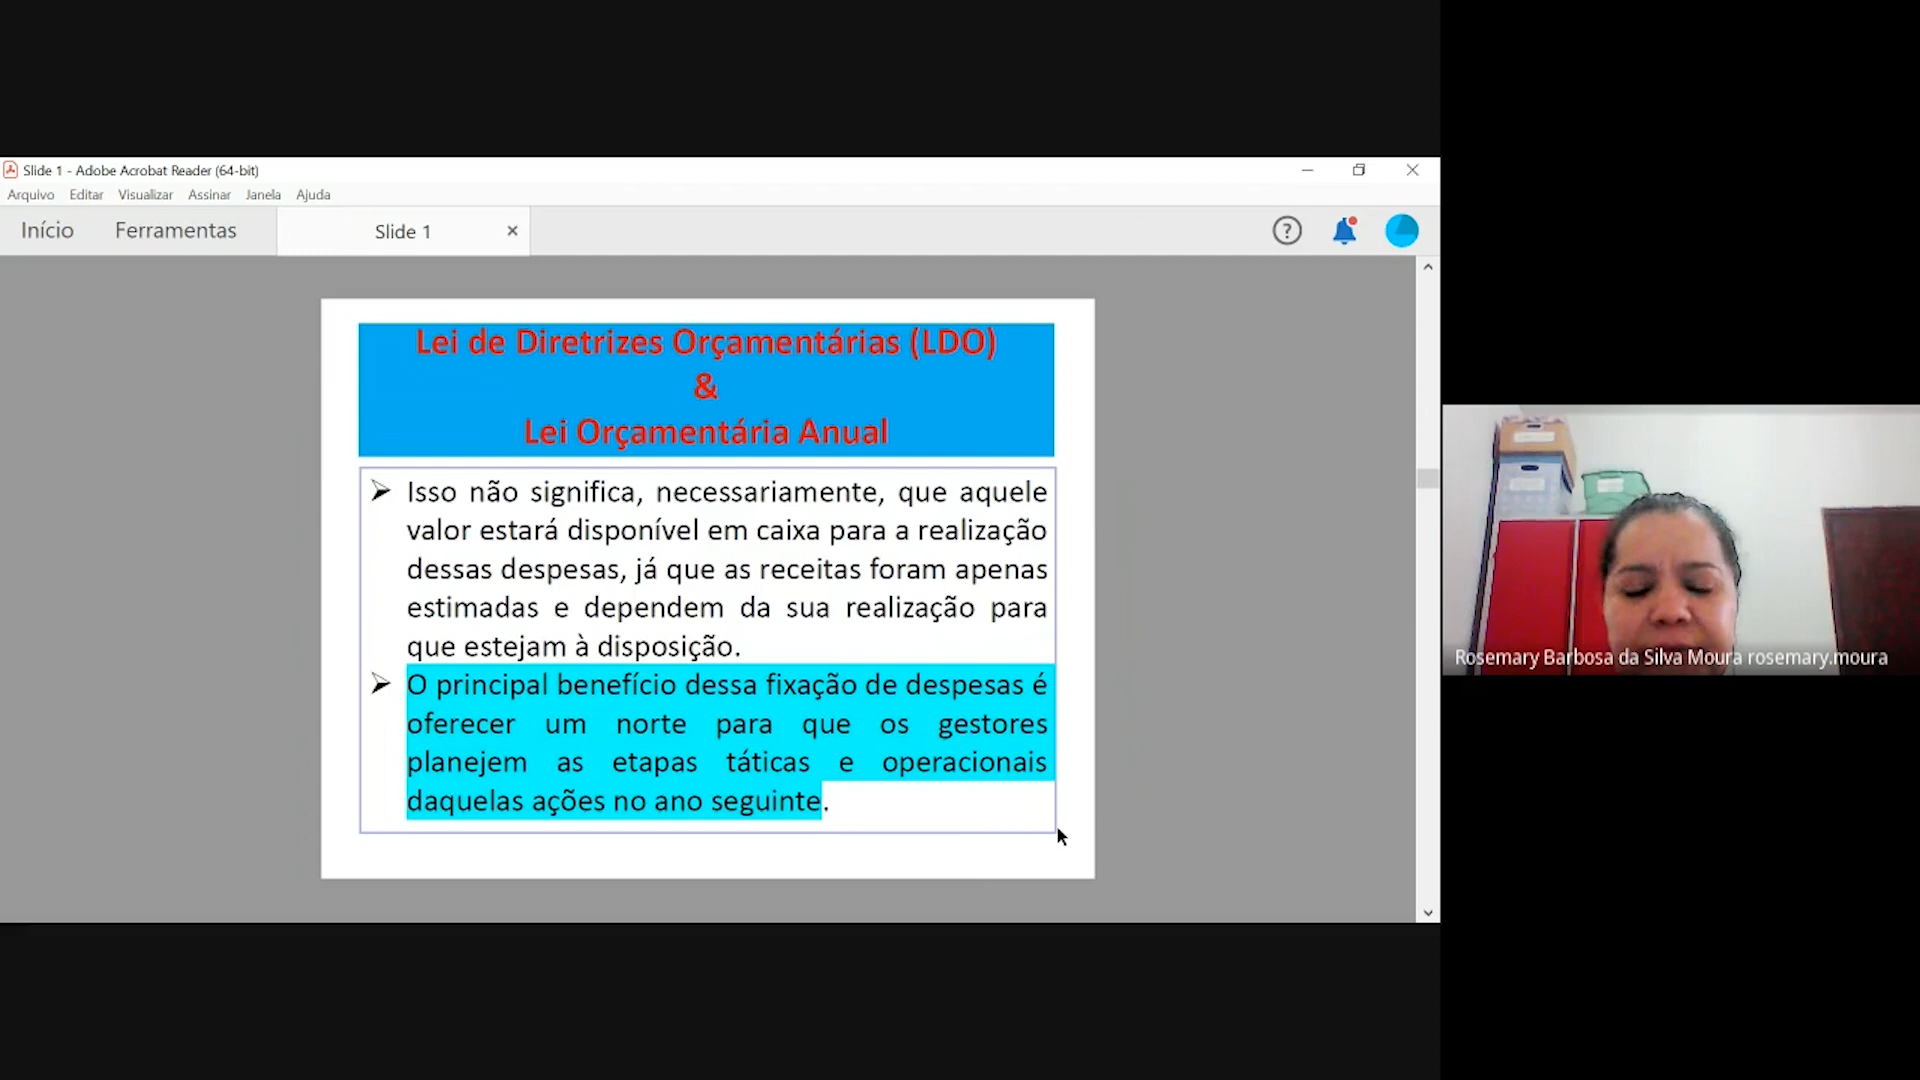 Slide 1 - Adobe Acrobat Reader (64-bit)
Arquivo Editar Visualizar Assinar Janela Ajuda
Início Ferramentas Slide 1
Lei de Diretrizes Orçamentárias (LDO)
&
Lei Orçamentária Anual
Isso não significa, necessariamente, que aquele
valor estará disponível em caixa para a realização
dessas despesas, já que as receitas foram apenas
estimadas e dependem da sua realização para
que estejam à disposição.
O principal benefício dessa fixação de despesas é
oferecer um norte para que os gestores
planejem as etapas táticas e operacionais
daquelas ações no ano seguinte.
Rosemary Barbosa da Silva Moura rosemary.moura